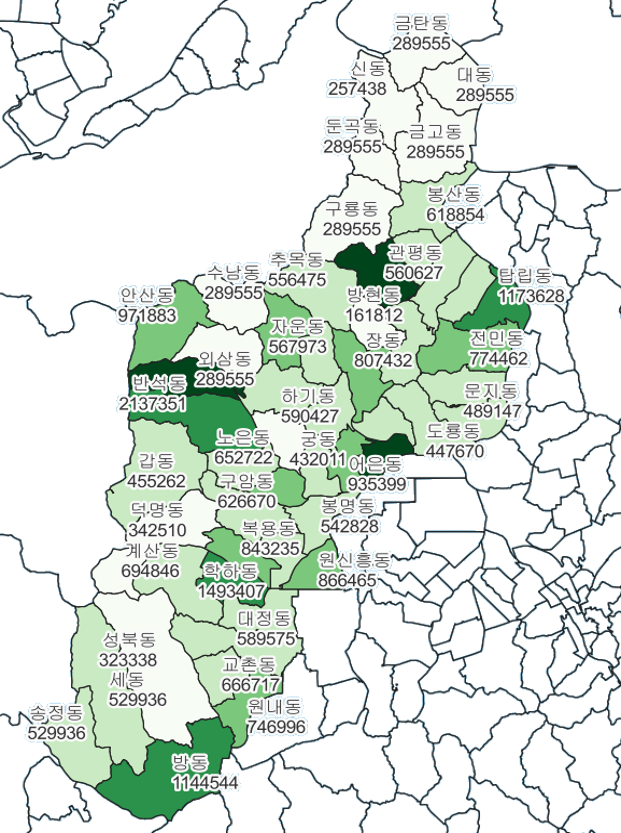 금탄동
289555
신동
257438
대동
289555
둔곡동
289555
금고동
289555
봉산동
618854
구룡동
289555
관평동
560627
추목동
556475
수남동
289555
탑립동
1173628
안산동
971883
방현동
161812
자운동
567973
장동
807432
전민동
774462
외삼동
289555
반석동
2137351
하기동
590427
문지동
489147
노은동
652722
궁동
432011
도룡동
447670
갑동
455262
어은동
935399
구암동
626670
덕명동
342510
봉명동
542828
복용동
843235
계산동
694846
원신흥동
866465
학하동
1493407
대정동
589575
성북동
323338
세동
529936
교촌동
666717
송정동
529936
원내동
746996
방동
1144544